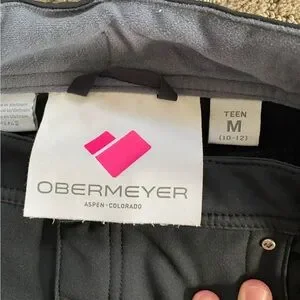 OBERMEYER
ASPEN • COLORADO
TEEN
M
(10-12)